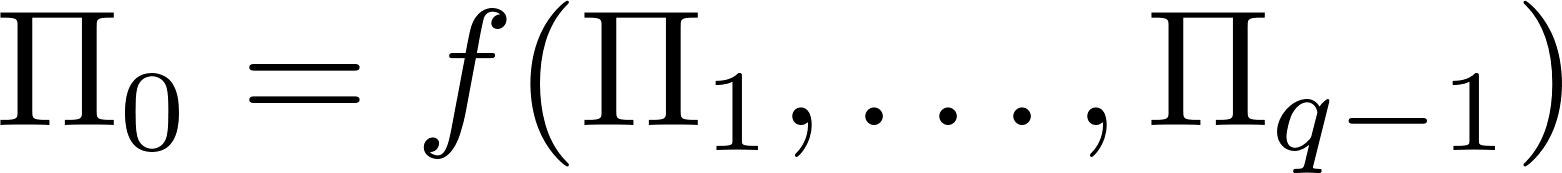 Π₀ = f(Π₁, . . . , Π_{q−1})